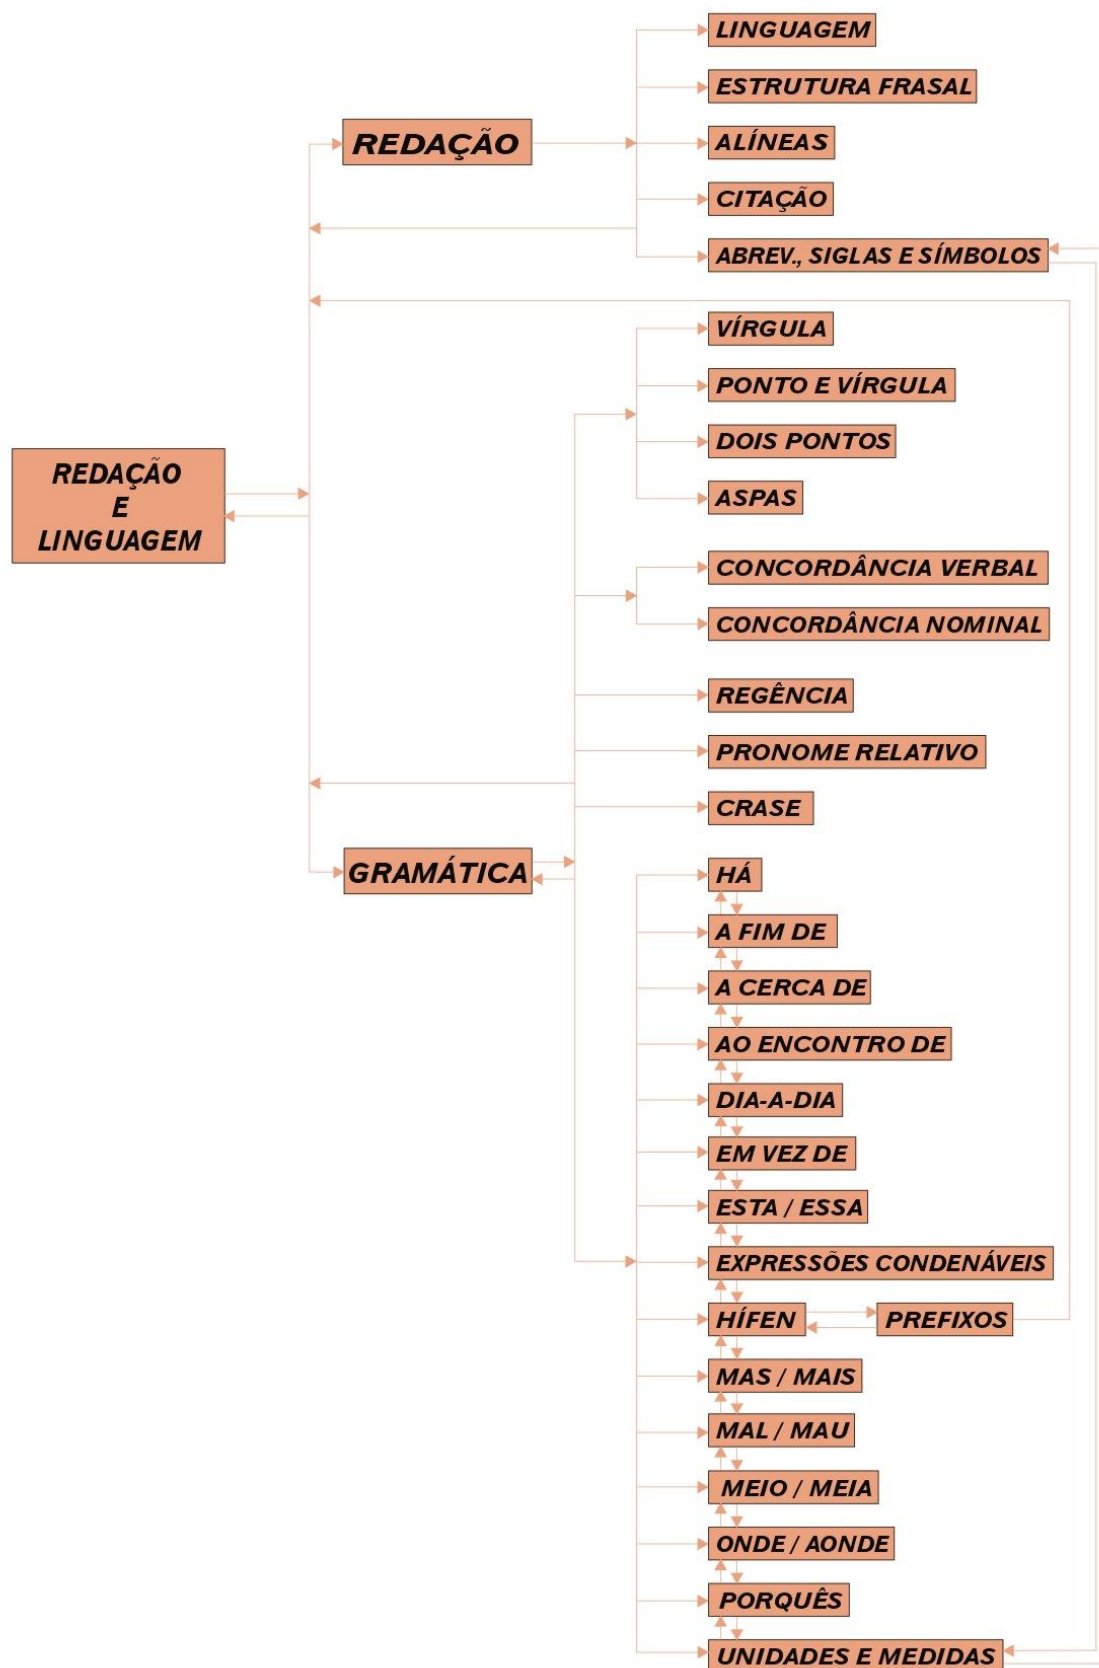 LINGUAGEM
ESTRUTURA FRASAL
REDAÇÃO
ALÍNEAS
CITAÇÃO
ABREV., SIGLAS E SÍMBOLOS
VÍRGULA
PONTO E VÍRGULA
DOIS PONTOS
ASPAS
REDAÇÃO
E
LINGUAGEM
CONCORDÂNCIA VERBAL
CONCORDÂNCIA NOMINAL
REGÊNCIA
PRONOME RELATIVO
CRASE
GRAMÁTICA
HÁ
A FIM DE
A CERCA DE
AO ENCONTRO DE
DIA-A-DIA
EM VEZ DE
ESTA / ESSA
EXPRESSÕES CONDENÁVEIS
HÍFEN
PREFIXOS
MAS / MAIS
MAL / MAU
MEIO / MEIA
ONDE / AONDE
PORQUÊS
UNIDADES E MEDIDAS